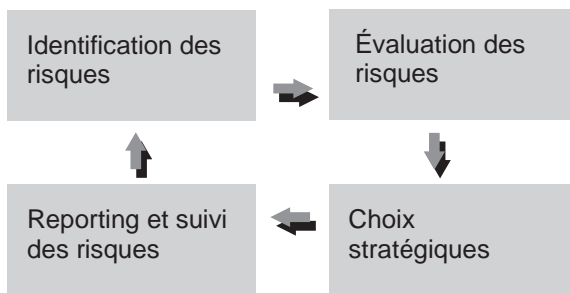 Identification des
risques
Évaluation des
risques
Reporting et suivi
des risques
Choix
stratégiques